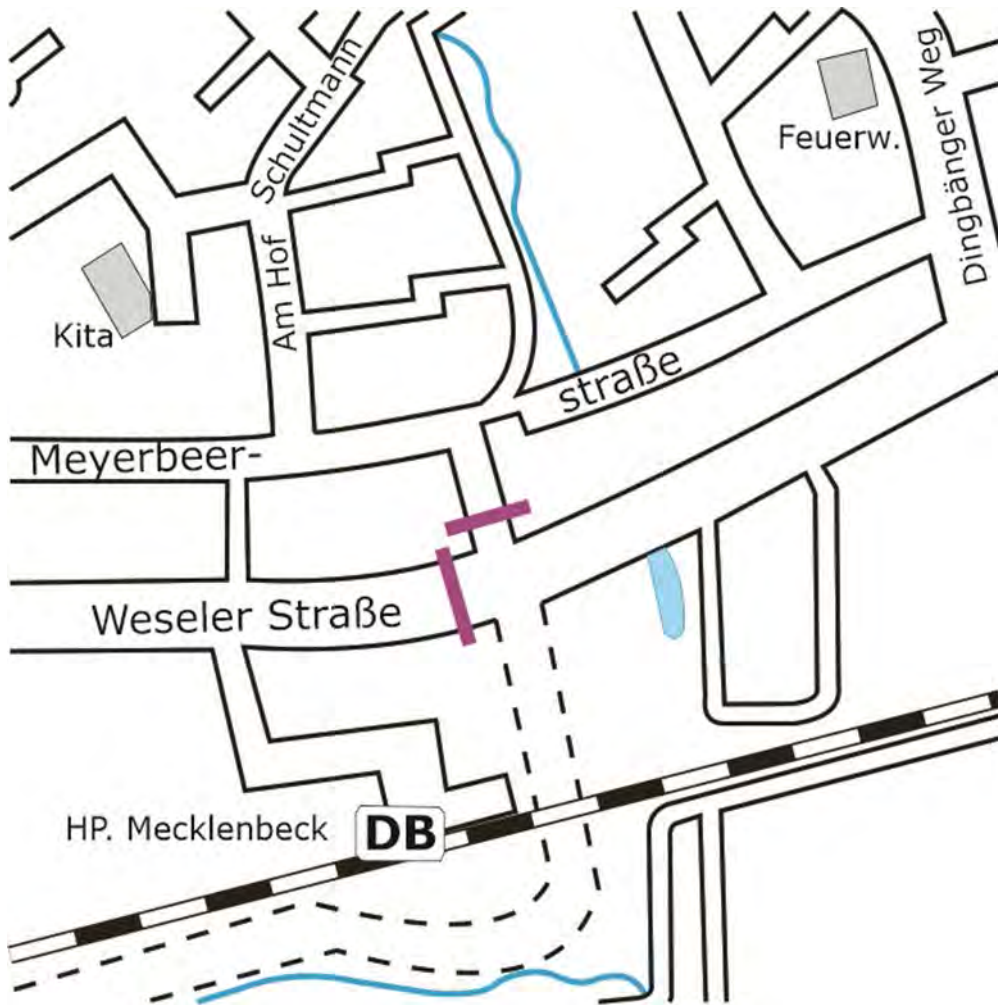 Schultmann
Dingbänger Weg
Feuerw.
Am Hof
Kita
straße
Meyerbeer-
Weseler Straße
HP. Mecklenbeck
DB